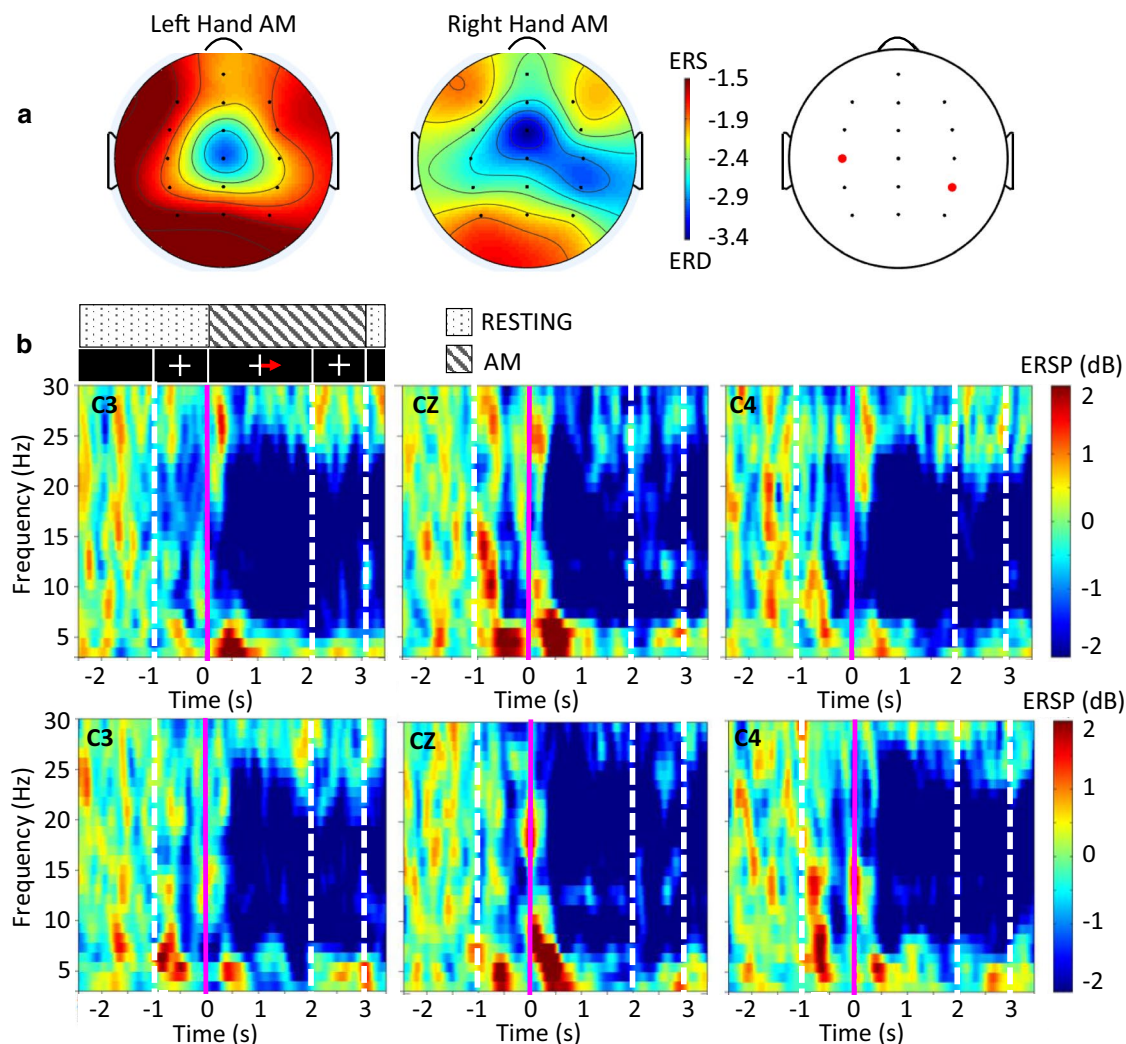 Left Hand AM Right Hand AM
a
ERS
-1.5
-1.9
-2.4
-2.9
-3.4
ERD
RESTING
AM
b
ERSP (dB)
C3 CZ C4
30
25
20
15
10
5
Frequency (Hz)
2
1
0
-1
-2
-2 -1 0 1 2 3 -2 -1 0 1 2 3 -2 -1 0 1 2 3
Time (s) Time (s) Time (s)
ERSP (dB)
C3 CZ C4
30
25
20
15
10
5
Frequency (Hz)
2
1
0
-1
-2
-2 -1 0 1 2 3 -2 -1 0 1 2 3 -2 -1 0 1 2 3
Time (s) Time (s) Time (s)